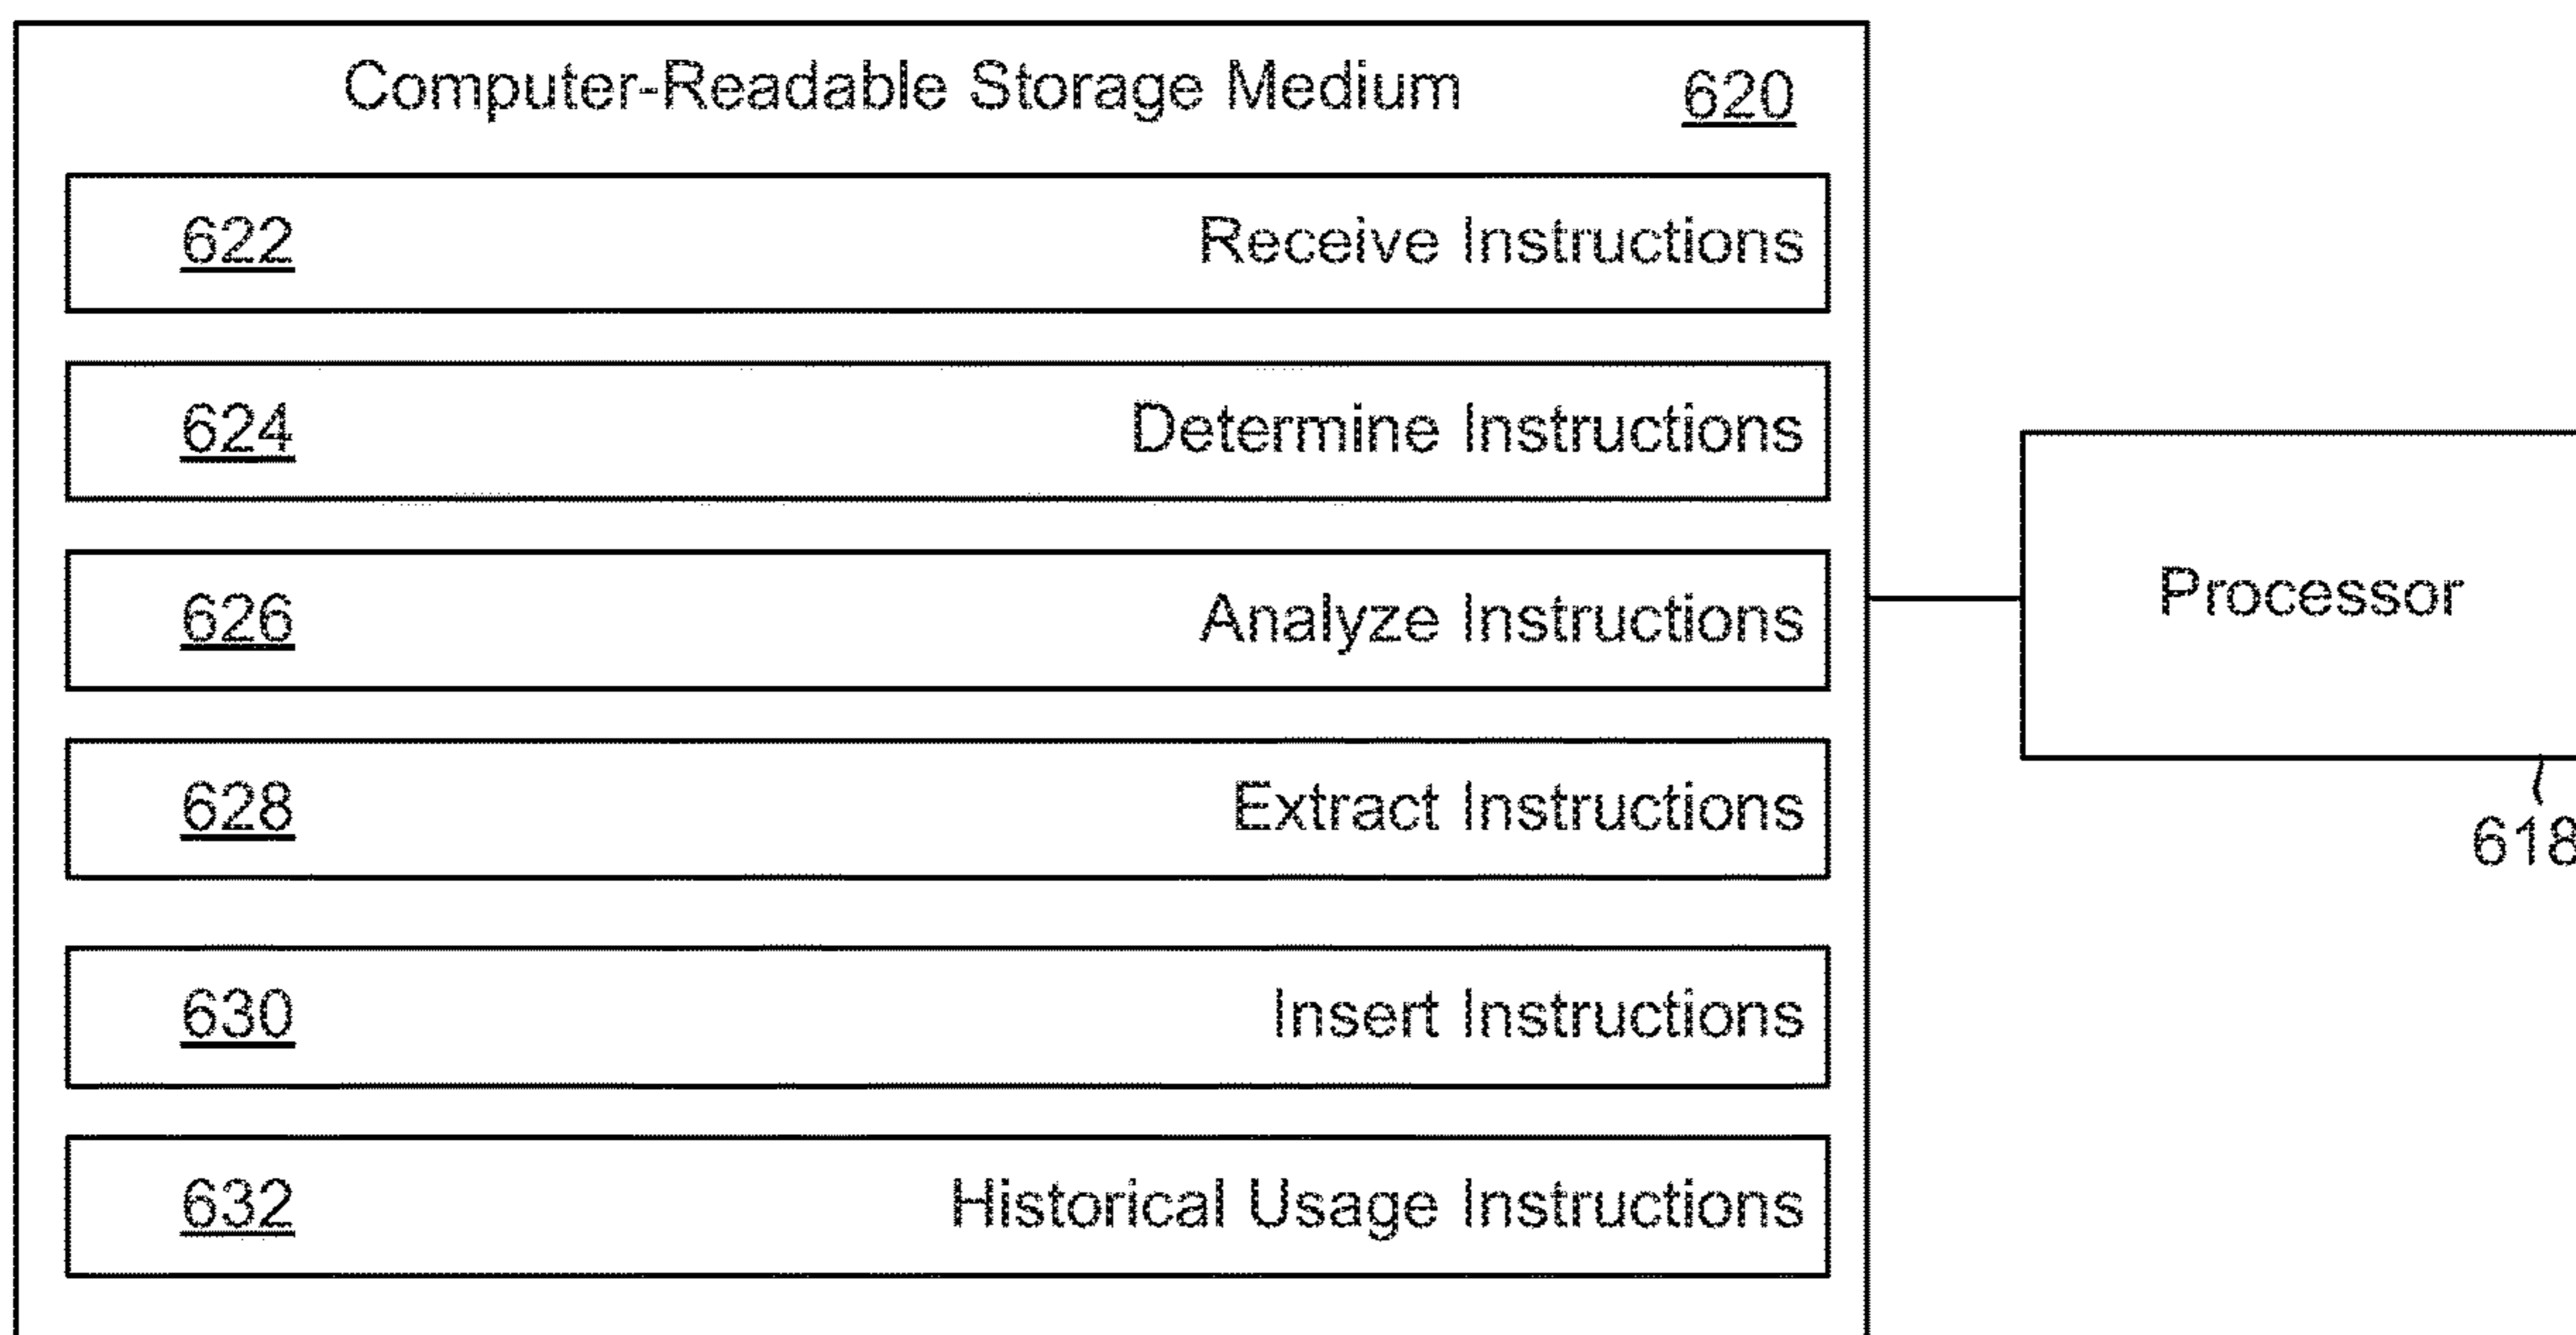 Computer-Readable Storage Medium 620
622 Receive Instructions
624 Determine Instructions
626 Analyze Instructions
628 Extract Instructions
630 Insert Instructions
632 Historical Usage Instructions
Processor
618